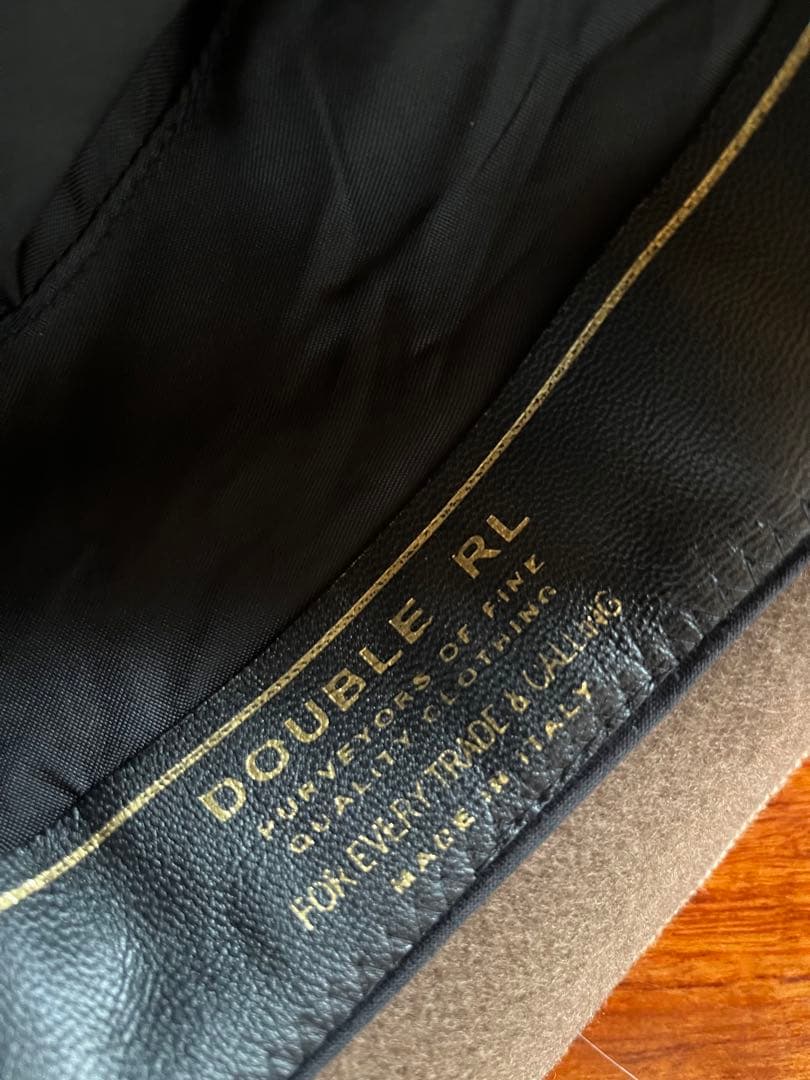 DOUBLE RL
PURVEYORS OF FINE
QUALITY CLOTHING
FOR EVERY TRADE & CALLING
MADE IN ITALY